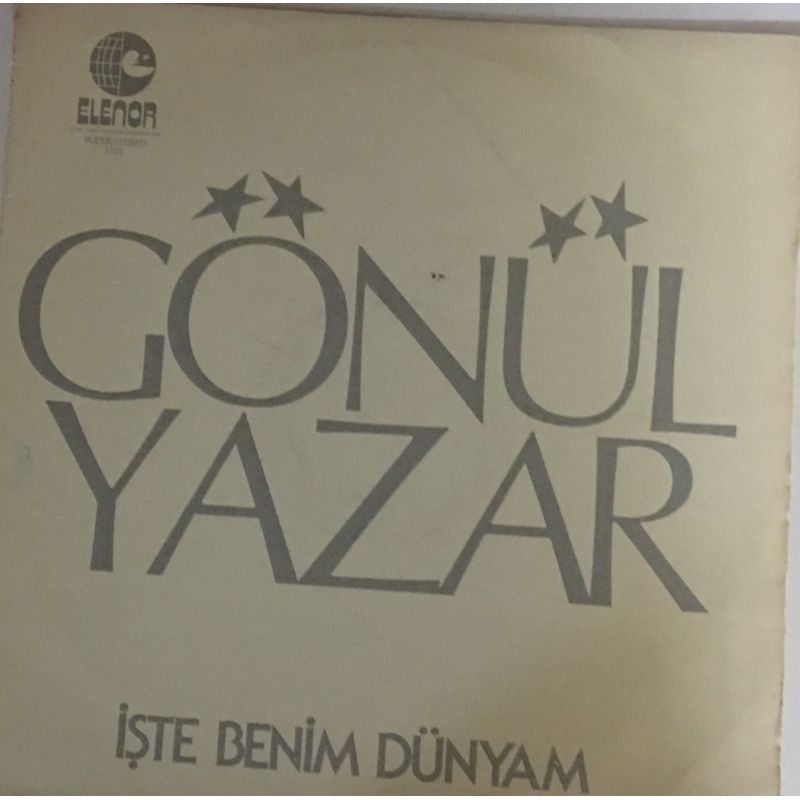 ELENOR
SUPER STEREO
GÖNÜL
YAZAR
İŞTE BENİM DÜNYAM